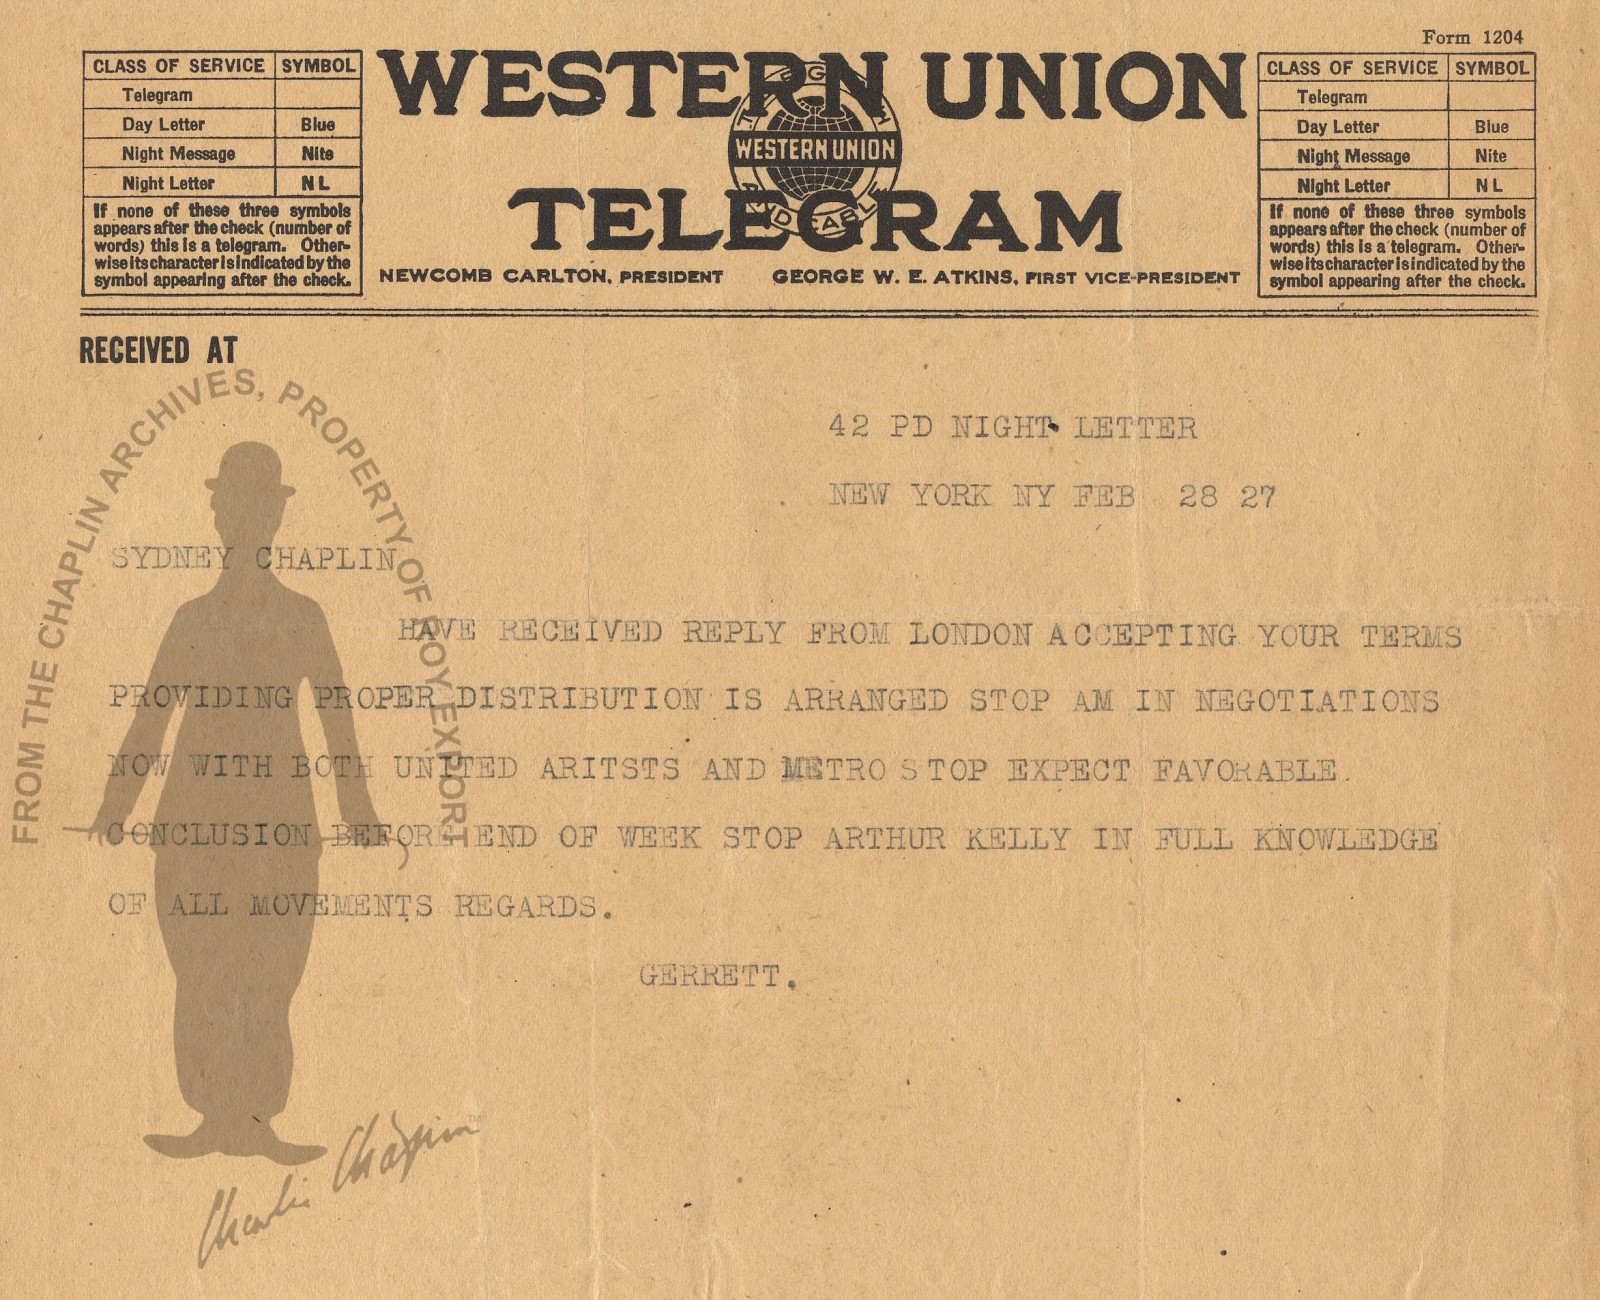 Form 1204
CLASS OF SERVICE SYMBOL
Telegram
Day Letter Blue
Night Message Nite
Night Letter N L
If none of these three symbols
appears after the check (number of
words) this is a telegram. Other-
wise its character is indicated by the
symbol appearing after the check.
WESTERN UNION
WESTERN UNION
TELEGRAM
NEWCOMB CARLTON, PRESIDENT GEORGE W. E. ATKINS, FIRST VICE-PRESIDENT
CLASS OF SERVICE SYMBOL
Telegram
Day Letter Blue
Night Message Nite
Night Letter N L
If none of these three symbols
appears after the check (number of
words) this is a telegram. Other-
wise its character is indicated by the
symbol appearing after the check.
RECEIVED AT
42 PD NIGHT LETTER
NEW YORK NY FEB 28 27
SYDNEY CHAPLIN
HAVE RECEIVED REPLY FROM LONDON ACCEPTING YOUR TERMS
PROVIDING PROPER DISTRIBUTION IS ARRANGED STOP AM IN NEGOTIATIONS
NOW WITH BOTH UNITED ARITSTS AND METRO STOP EXPECT FAVORABLE
CONCLUSION BEFORE END OF WEEK STOP ARTHUR KELLY IN FULL KNOWLEDGE
OF ALL MOVEMENTS REGARDS.
GERRETT.
FROM THE CHAPLIN ARCHIVES, PROPERTY OF ROY EXPORT
Charlie Chaplin